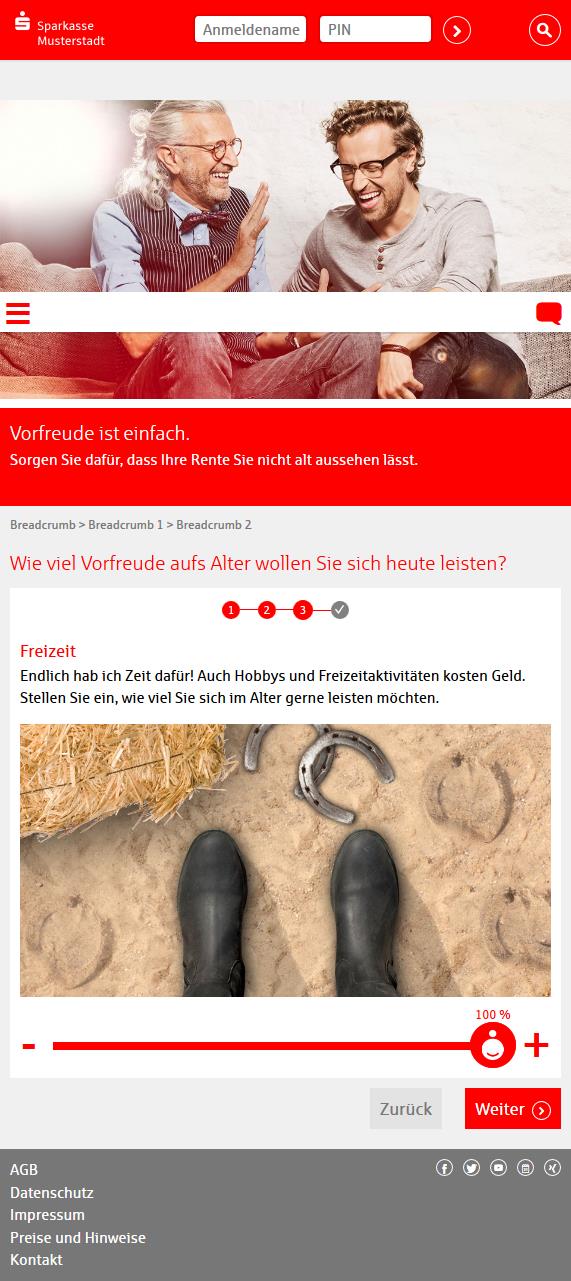 Sparkasse
Musterstadt
Anmeldename
PIN
Vorfreude ist einfach.
Sorgen Sie dafür, dass Ihre Rente Sie nicht alt aussehen lässt.
Breadcrumb > Breadcrumb 1 > Breadcrumb 2
Wie viel Vorfreude aufs Alter wollen Sie sich heute leisten?
1 2 3
Freizeit
Endlich hab ich Zeit dafür! Auch Hobbys und Freizeitaktivitäten kosten Geld.
Stellen Sie ein, wie viel Sie sich im Alter gerne leisten möchten.
100 %
- +
Zurück
Weiter
AGB
Datenschutz
Impressum
Preise und Hinweise
Kontakt